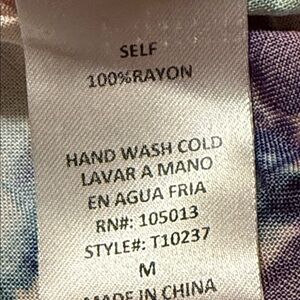 SELF
100%RAYON
HAND WASH COLD
LAVAR A MANO
EN AGUA FRIA
RN#: 105013
STYLE#: T10237
M
MADE IN CHINA